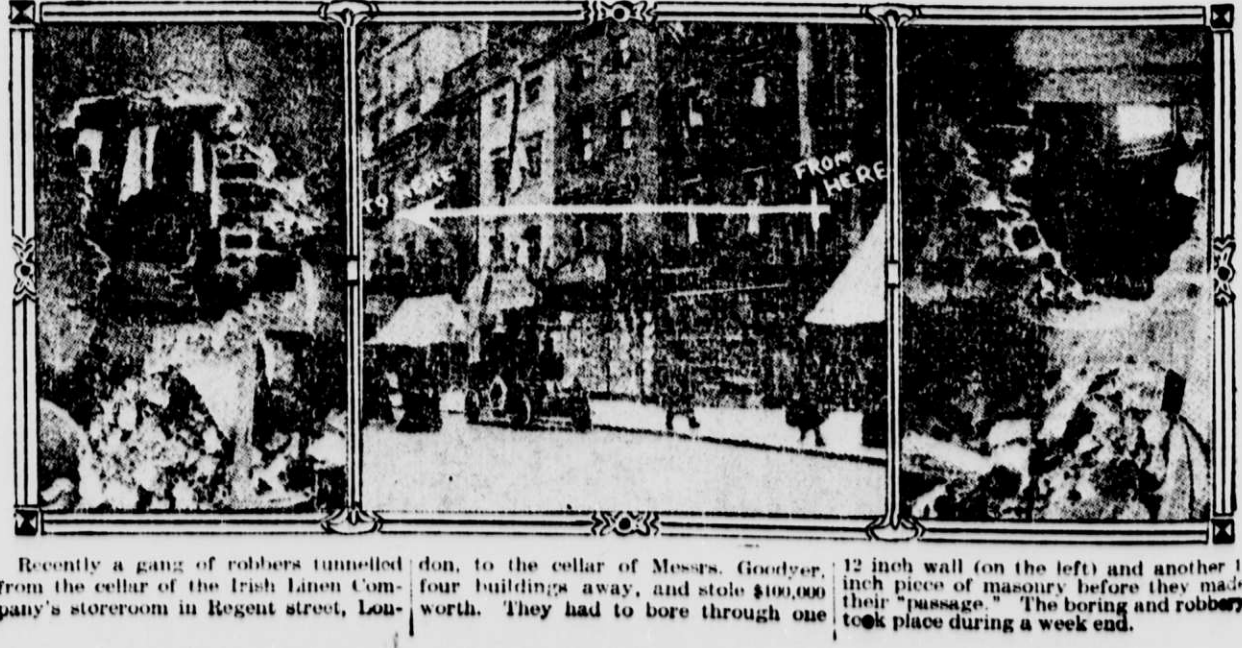 TO HERE
FROM
HERE
Recently a gang of robbers tunnelled
from the cellar of the Irish Linen Com-
pany's storeroom in Regent street, Lon-
don, to the cellar of Messrs. Goodyer,
four buildings away, and stole $100,000
worth. They had to bore through one
12 inch wall (on the left) and another
inch piece of masonry before they made
their "passage." The boring and robbery
took place during a week end.